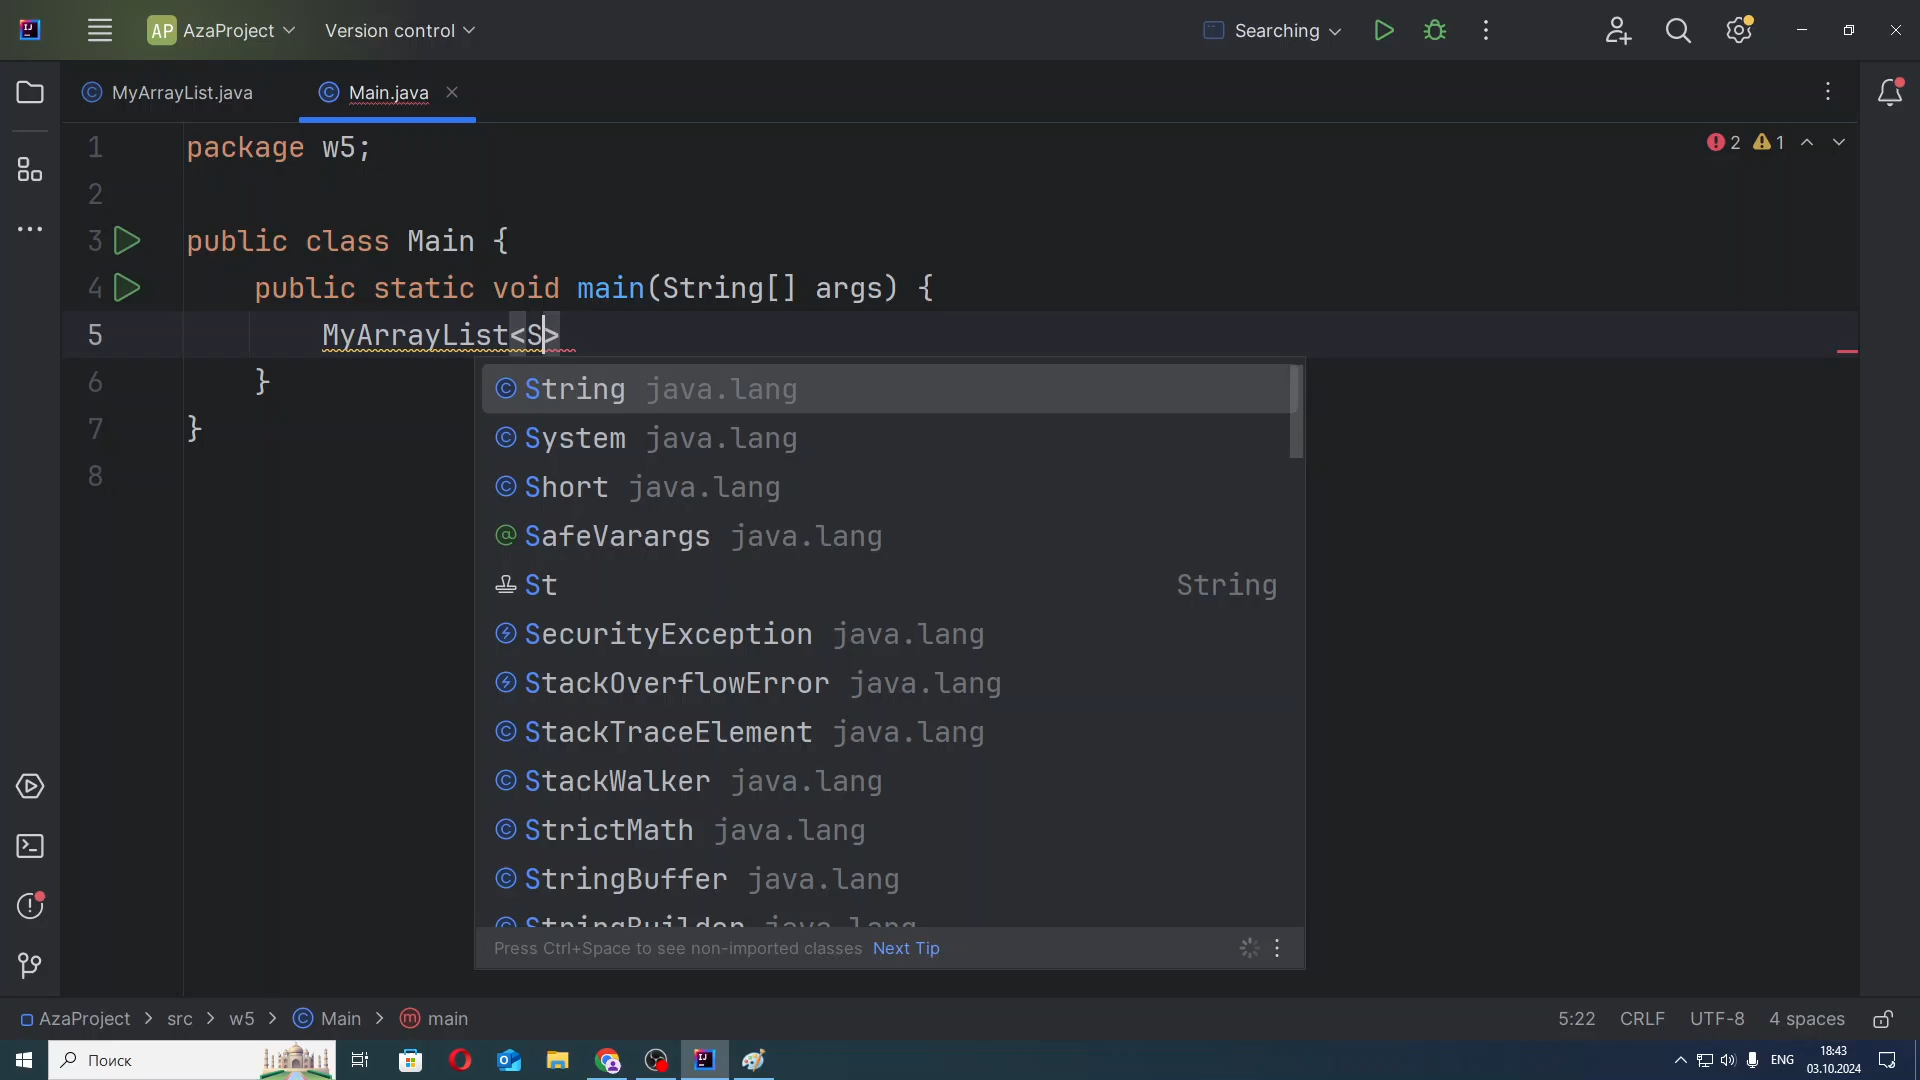 AP AzaProject Version control Searching
MyArrayList.java Main.java
1 package w5; 2 1
2
3 public class Main {
4 public static void main(String[] args) {
5 MyArrayList<S>
6 }
7 }
8
String java.lang
System java.lang
Short java.lang
SafeVarargs java.lang
St String
SecurityException java.lang
StackOverflowError java.lang
StackTraceElement java.lang
StackWalker java.lang
StrictMath java.lang
StringBuffer java.lang
StringBuilder java.lang
Press Ctrl+Space to see non-imported classes Next Tip
AzaProject > src > w5 > Main > main 5:22 CRLF UTF-8 4 spaces
Поиск ENG 18:43
03.10.2024